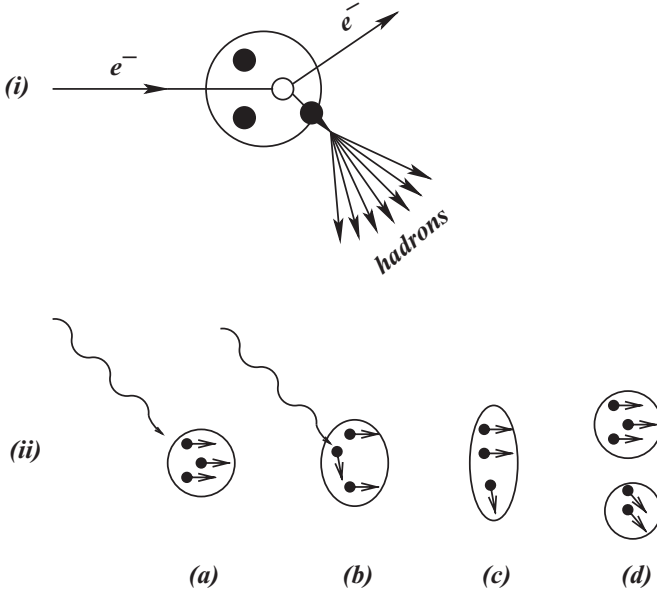 e⁻
e⁻
(i)
hadrons
(ii)
(a) (b) (c) (d)